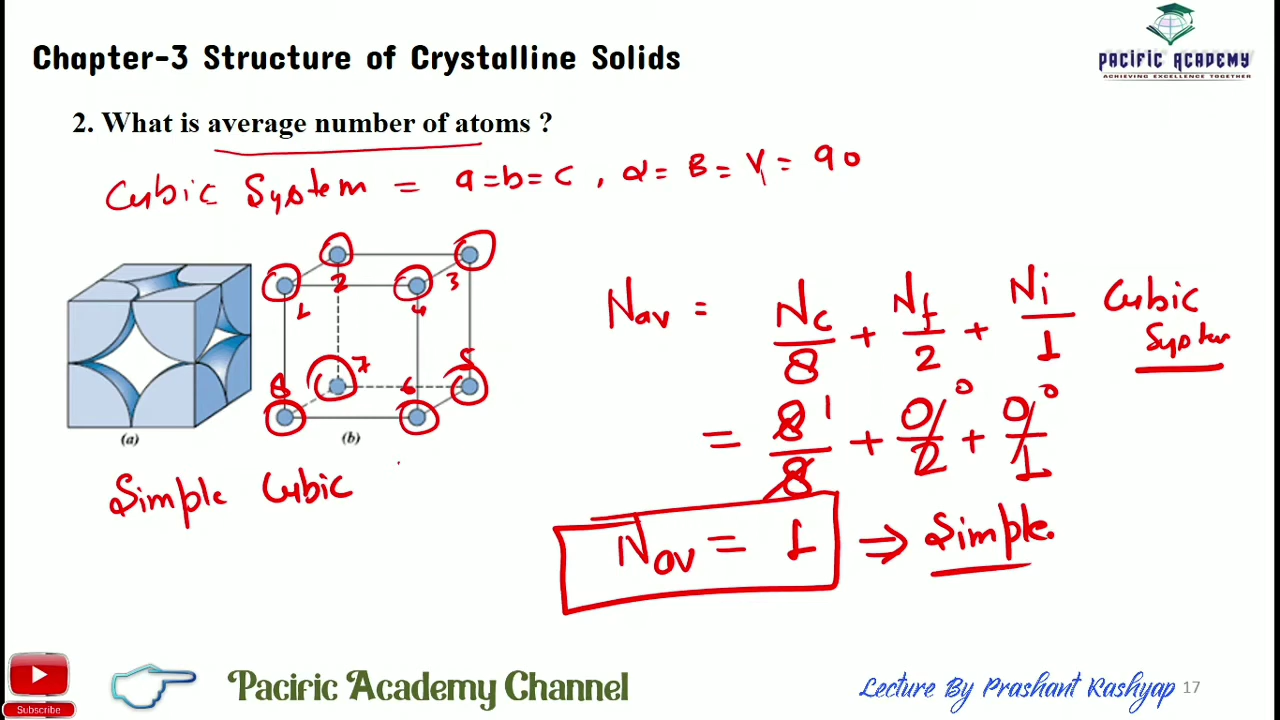 Chapter-3 Structure of Crystalline Solids
PACIFIC ACADEMY
ACHIEVING EXCELLENCE TOGETHER
2. What is average number of atoms ?
Cubic System = a=b=c, α=β=γ=90
1 2 3 4
8 7 6 5
(a) (b)
Simple Cubic
Nav = Nc/8 + Nf/2 + Ni/1 Cubic System
= 8/8 1 + 0/2 0 + 0/1 0
Nav = 1 ⇒ Simple.
Subscribe
Pacific Academy Channel
Lecture By Prashant Kashyap 17